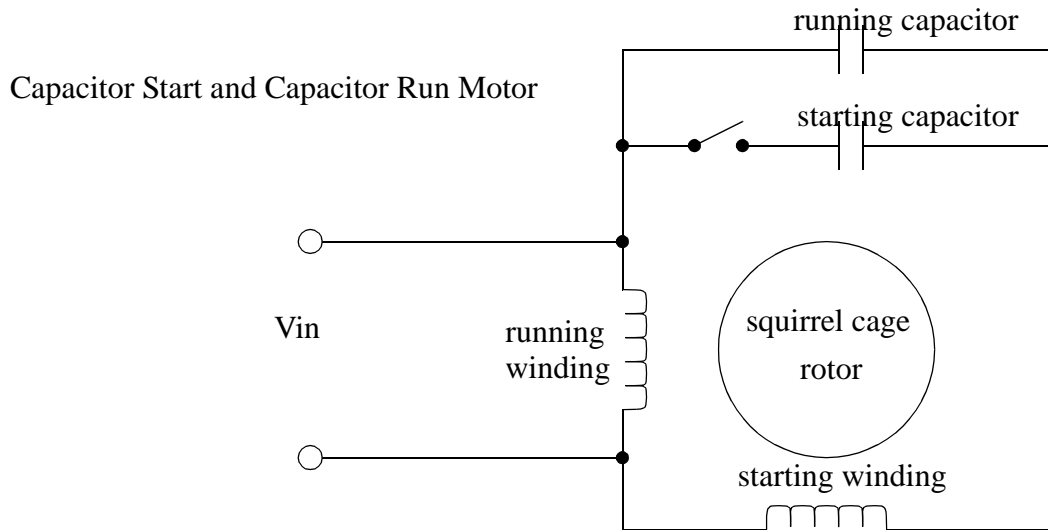 running capacitor
Capacitor Start and Capacitor Run Motor
starting capacitor
Vin
running
winding
squirrel cage
rotor
starting winding